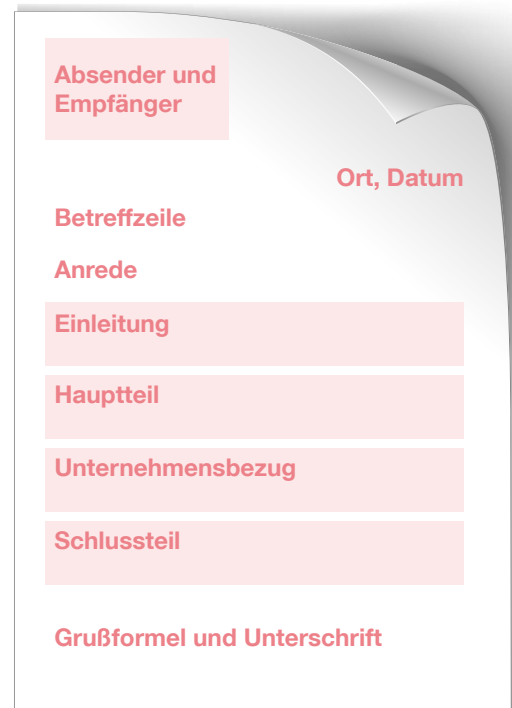 Absender und
Empfänger
Ort, Datum
Betreffzeile
Anrede
Einleitung
Hauptteil
Unternehmensbezug
Schlussteil
Grußformel und Unterschrift